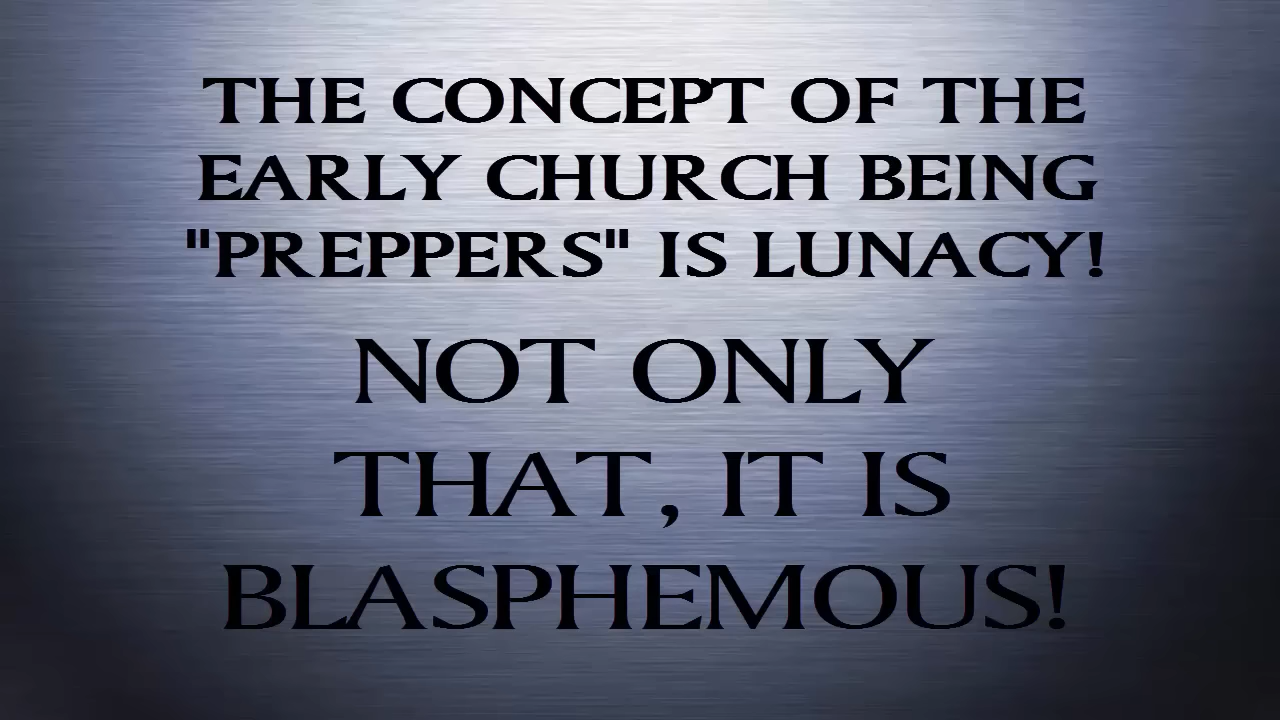 THE CONCEPT OF THE
EARLY CHURCH BEING
"PREPPERS" IS LUNACY!
NOT ONLY
THAT, IT IS
BLASPHEMOUS!